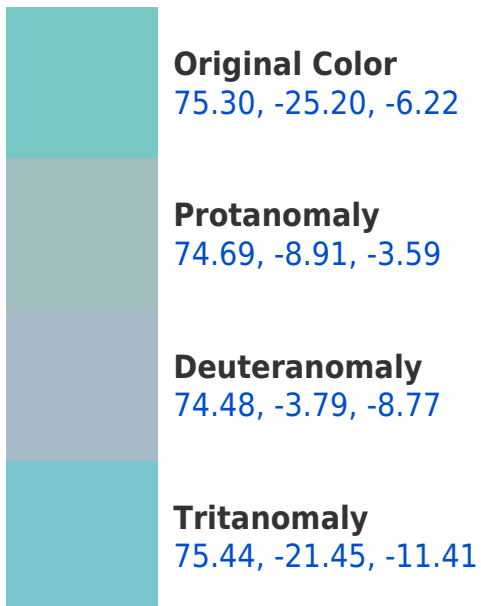 Original Color
75.30, -25.20, -6.22
Protanomaly
74.69, -8.91, -3.59
Deuteranomaly
74.48, -3.79, -8.77
Tritanomaly
75.44, -21.45, -11.41